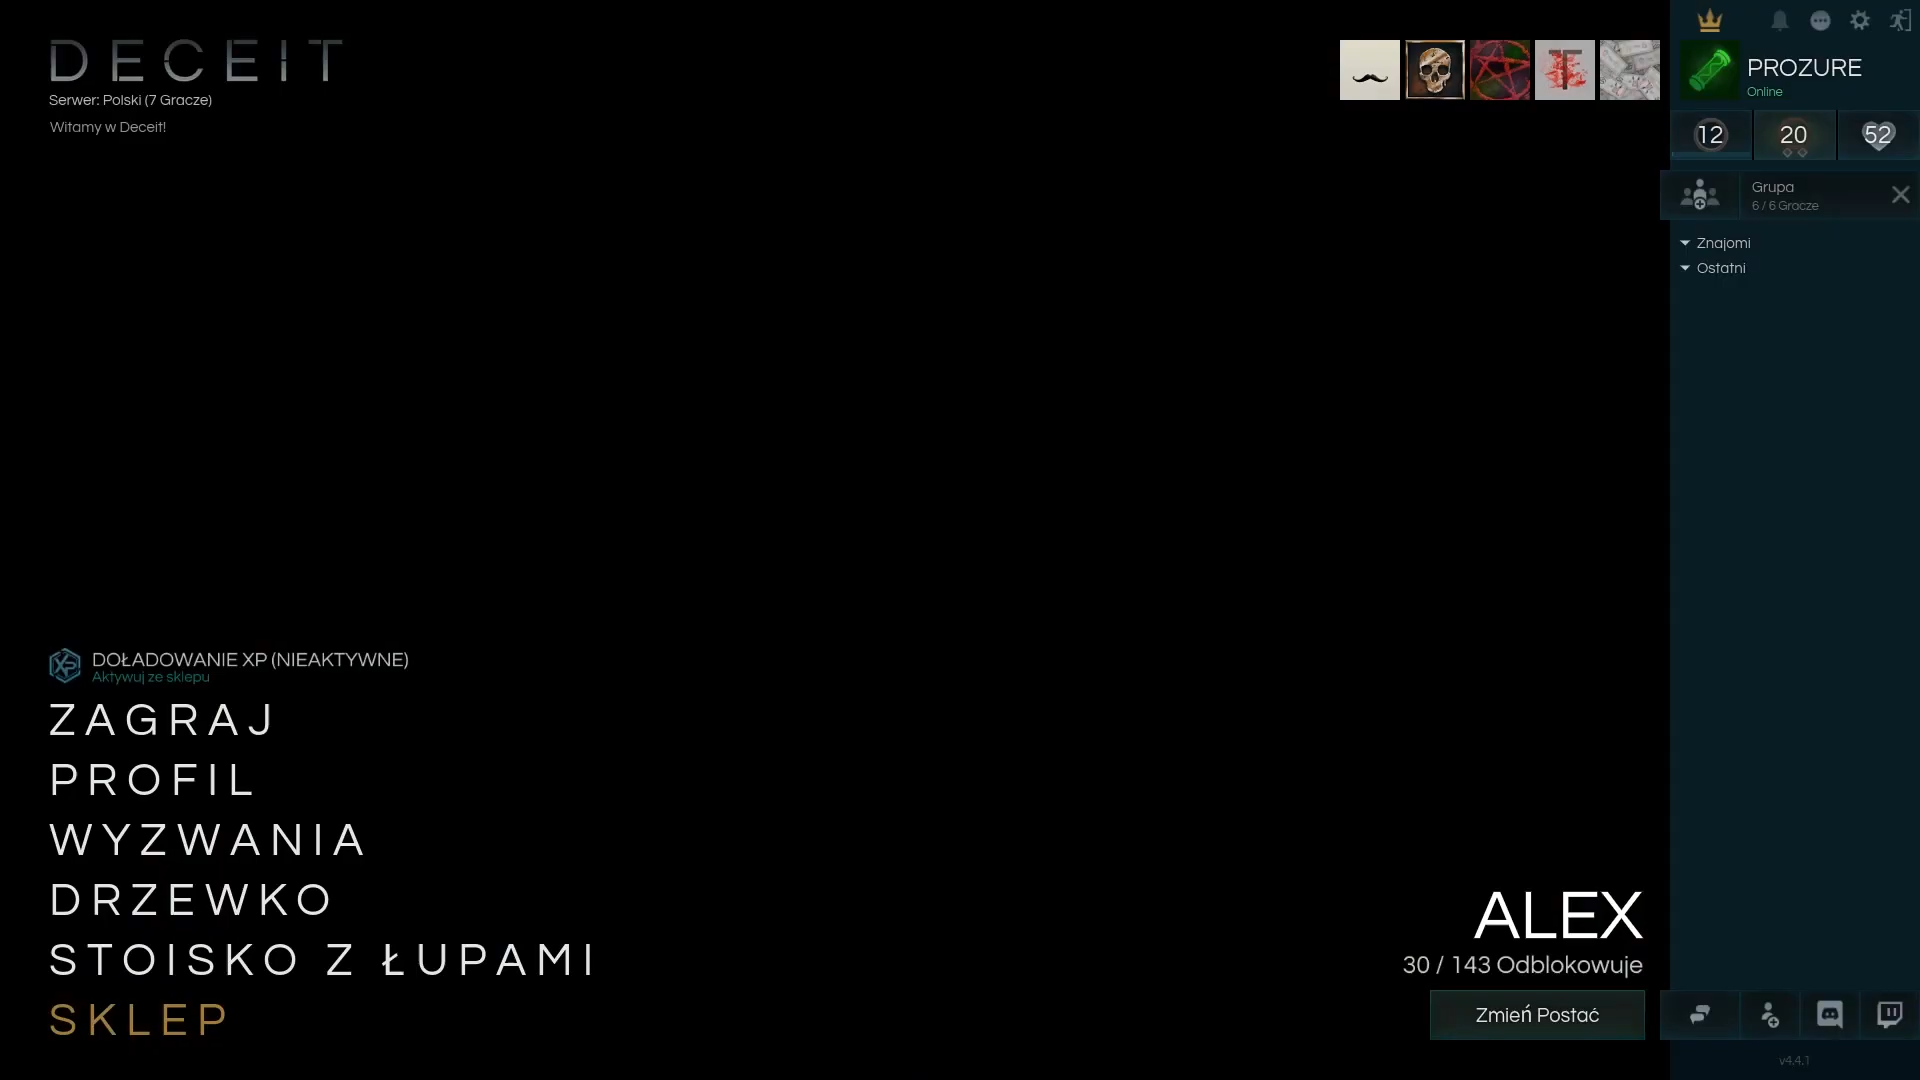 DECEIT
Serwer: Polski (7 Gracze)
Witamy w Deceit!
PROZURE
Online
12
20
52
Grupa
6 / 6 Gracze
Znajomi
Ostatni
XP
DOŁADOWANIE XP (NIEAKTYWNE)
Aktywuj ze sklepu
ZAGRAJ
PROFIL
WYZWANIA
DRZEWKO
STOISKO Z ŁUPAMI
SKLEP
ALEX
30 / 143 Odblokowuje
Zmień Postać
v4.4.1